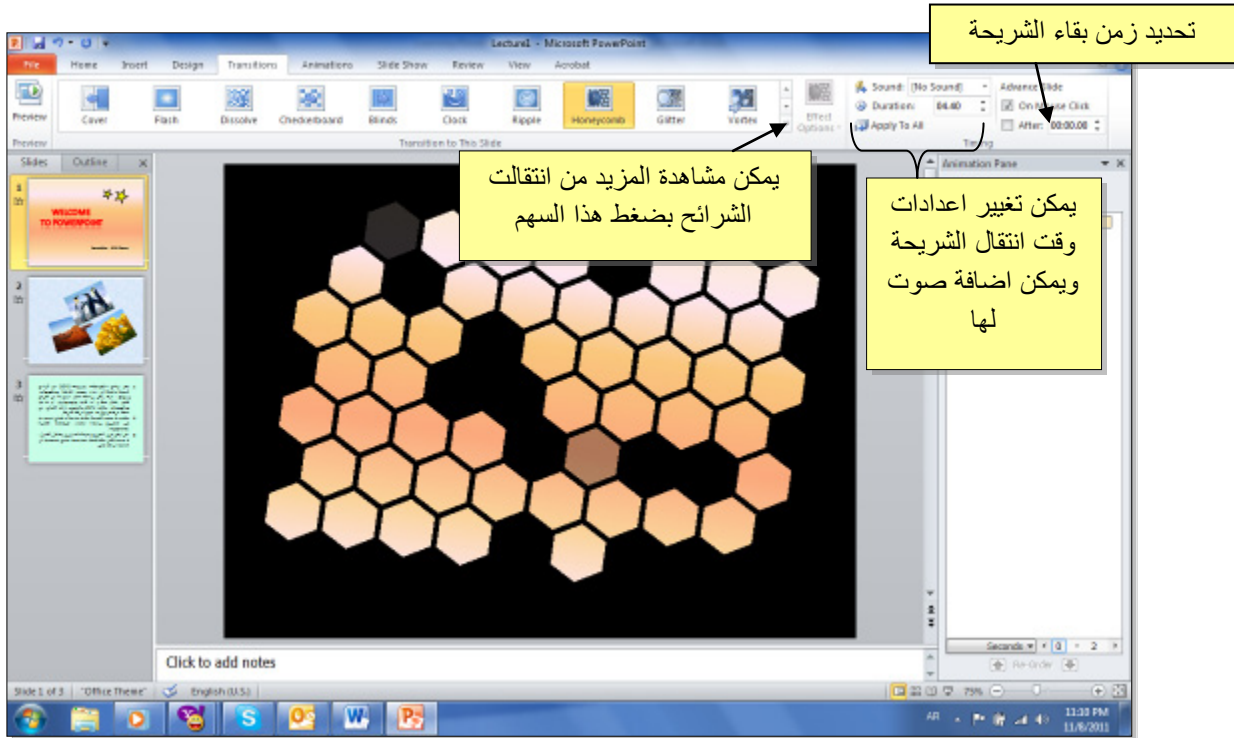 تحديد زمن بقاء الشريحة
Lecture1 - Microsoft PowerPoint
File Home Insert Design Transitions Animations Slide Show Review View Acrobat
Preview
Cover Flash Dissolve Checkerboard Blinds Clock Ripple Honeycomb Glitter Vortex
Effect Options
Sound: [No Sound]
Duration: 04.40
Apply To All
Advance Slide
On Mouse Click
After: 00:00.00
Preview
Transition to This Slide
Timing
Slides Outline
Animation Pane
يمكن مشاهدة المزيد من انتقالت
الشرائح بضغط هذا السهم
يمكن تغيير اعدادات
وقت انتقال الشريحة
ويمكن اضافة صوت
لها
1
WELCOME
TO POWERPOINT
2
3
Click to add notes
Seconds 0 2
Re-Order
Slide 1 of 3 "Office Theme" English (U.S.)
75%
AR
11:30 PM
11/8/2011